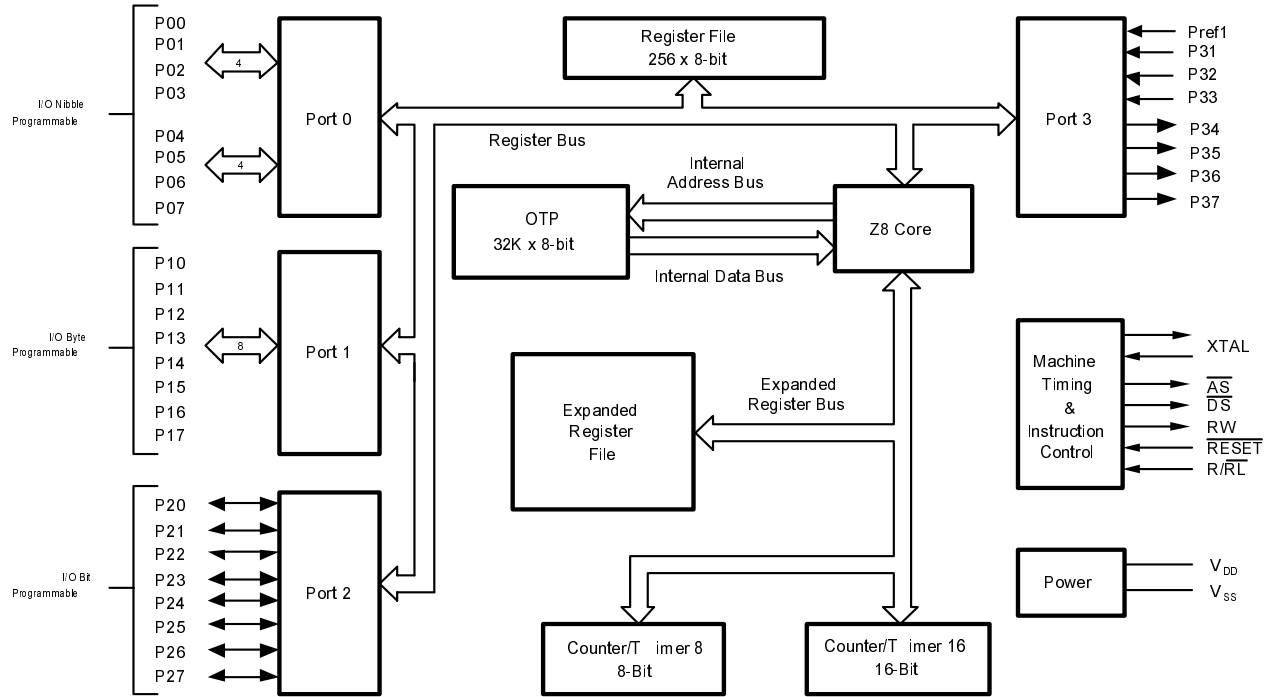 I/O Nibble
Programmable
P00
P01
P02
P03
P04
P05
P06
P07
4
4
Port 0
I/O Byte
Programmable
P10
P11
P12
P13
P14
P15
P16
P17
8
Port 1
I/O Bit
Programmable
P20
P21
P22
P23
P24
P25
P26
P27
Port 2
Register File
256 x 8-bit
Register Bus
Internal
Address Bus
OTP
32K x 8-bit
Internal Data Bus
Z8 Core
Expanded
Register
File
Expanded
Register Bus
Counter/T imer 8
8-Bit
Counter/T imer 16
16-Bit
Port 3
Pref1
P31
P32
P33
P34
P35
P36
P37
Machine
Timing
&
Instruction
Control
XTAL
A̅S̅
D̅S̅
RW
R̅E̅S̅E̅T̅
R/R̅L̅
Power
VDD
VSS